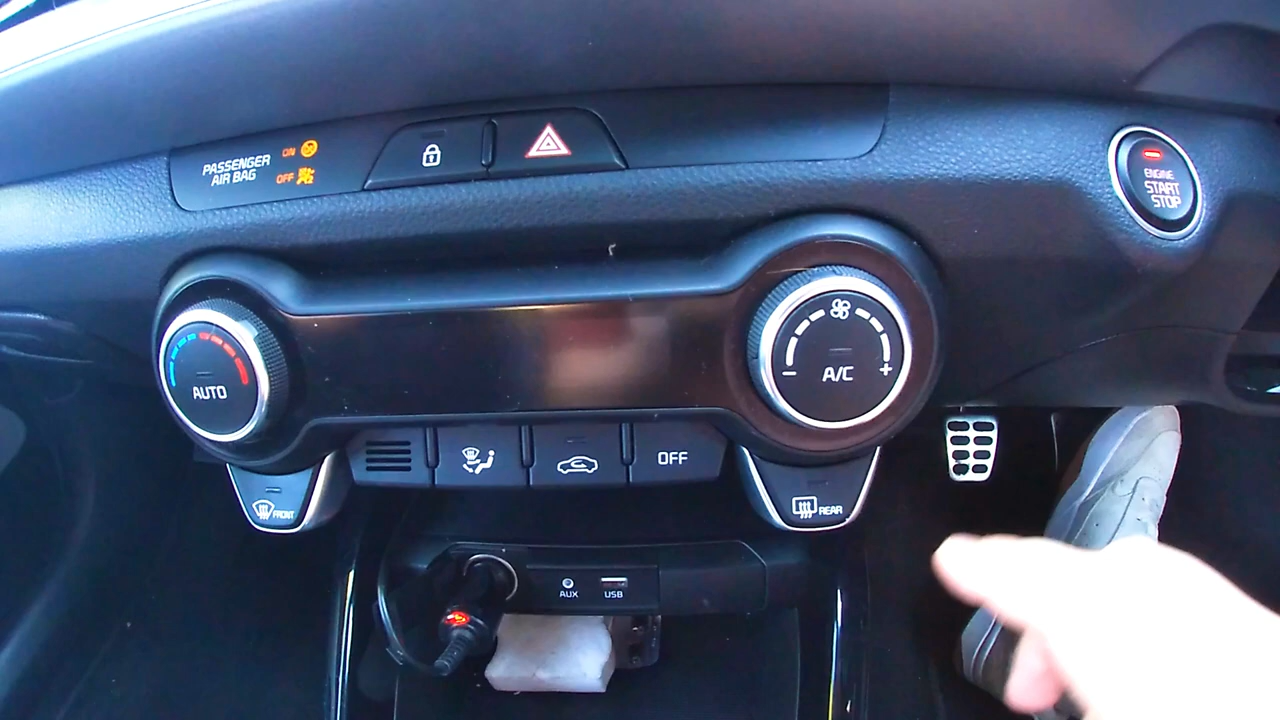 PASSENGER
AIR BAG
ON
OFF
ENGINE
START
STOP
AUTO
A/C
− +
OFF
FRONT
REAR
AUX
USB